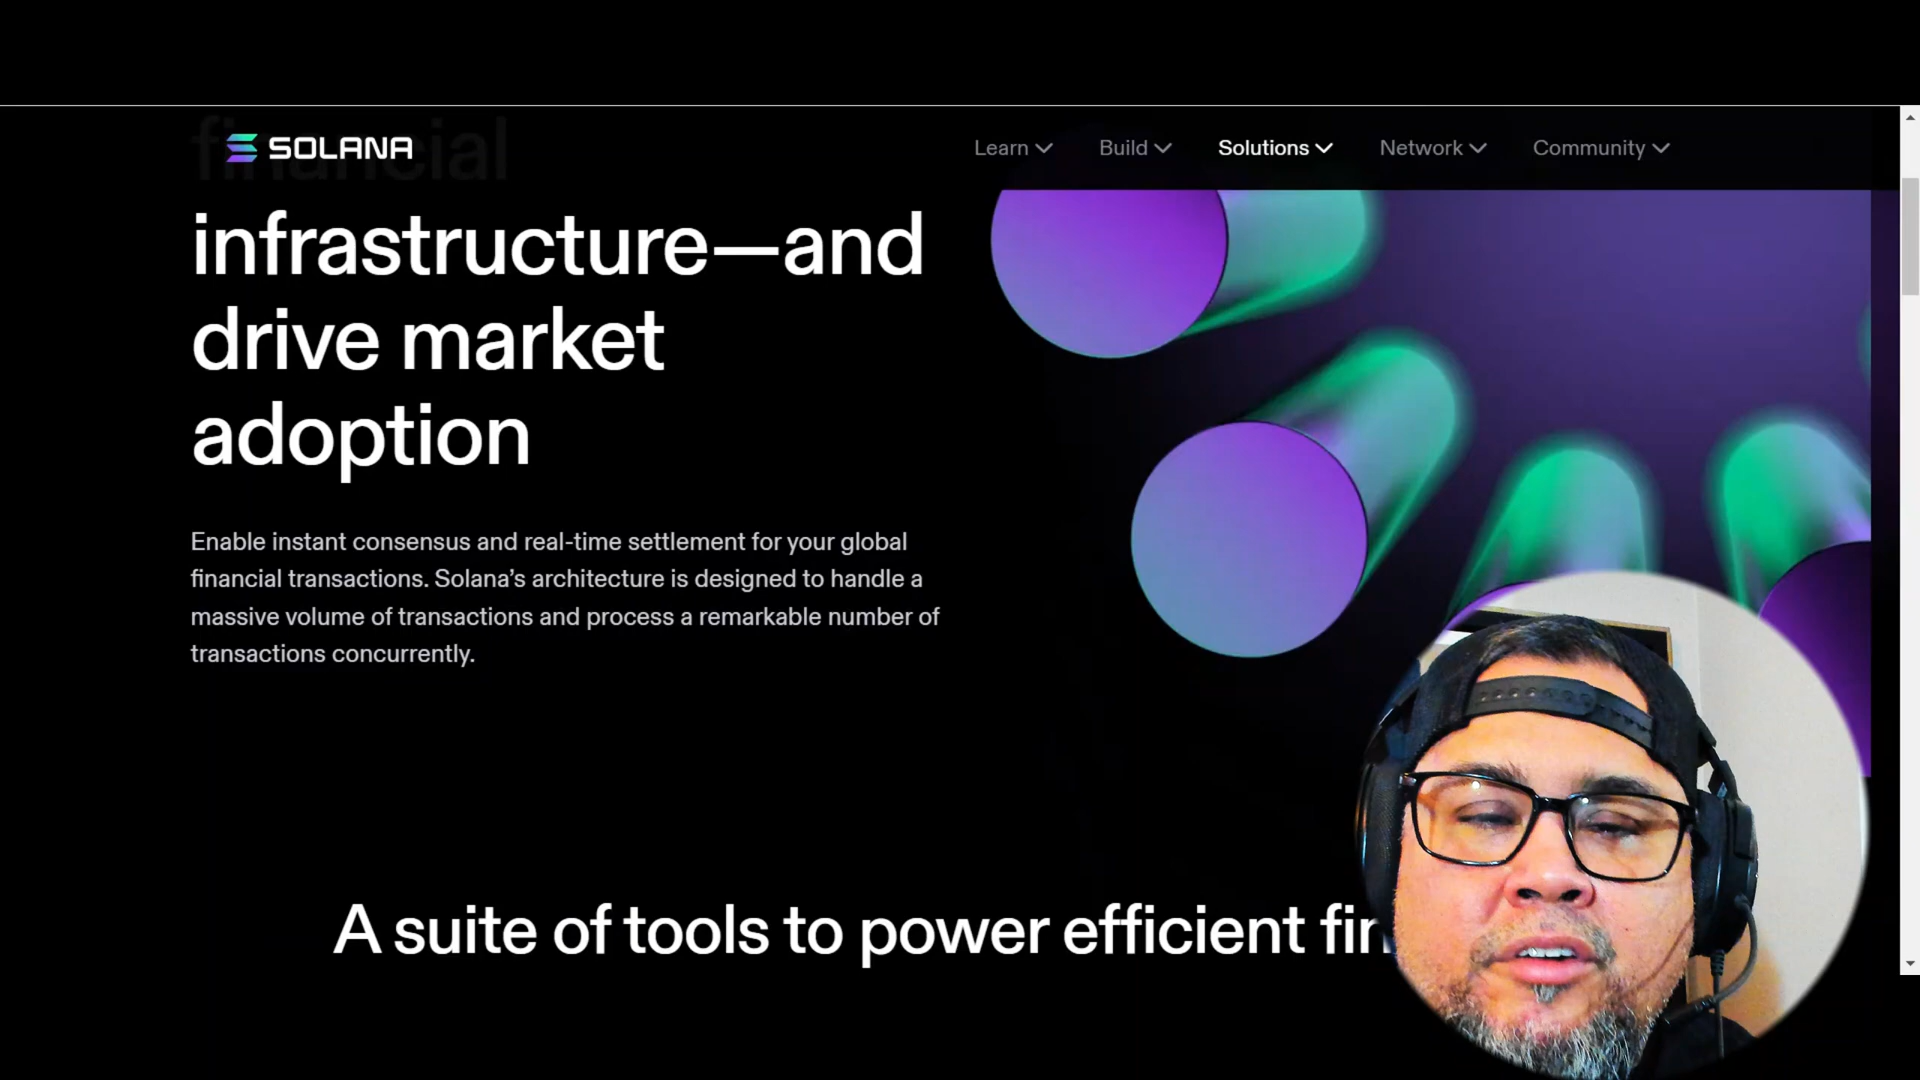 financial
SOLANA
Learn
Build
Solutions
Network
Community
infrastructure—and
drive market
adoption
Enable instant consensus and real-time settlement for your global
financial transactions. Solana’s architecture is designed to handle a
massive volume of transactions and process a remarkable number of
transactions concurrently.
A suite of tools to power efficient fin